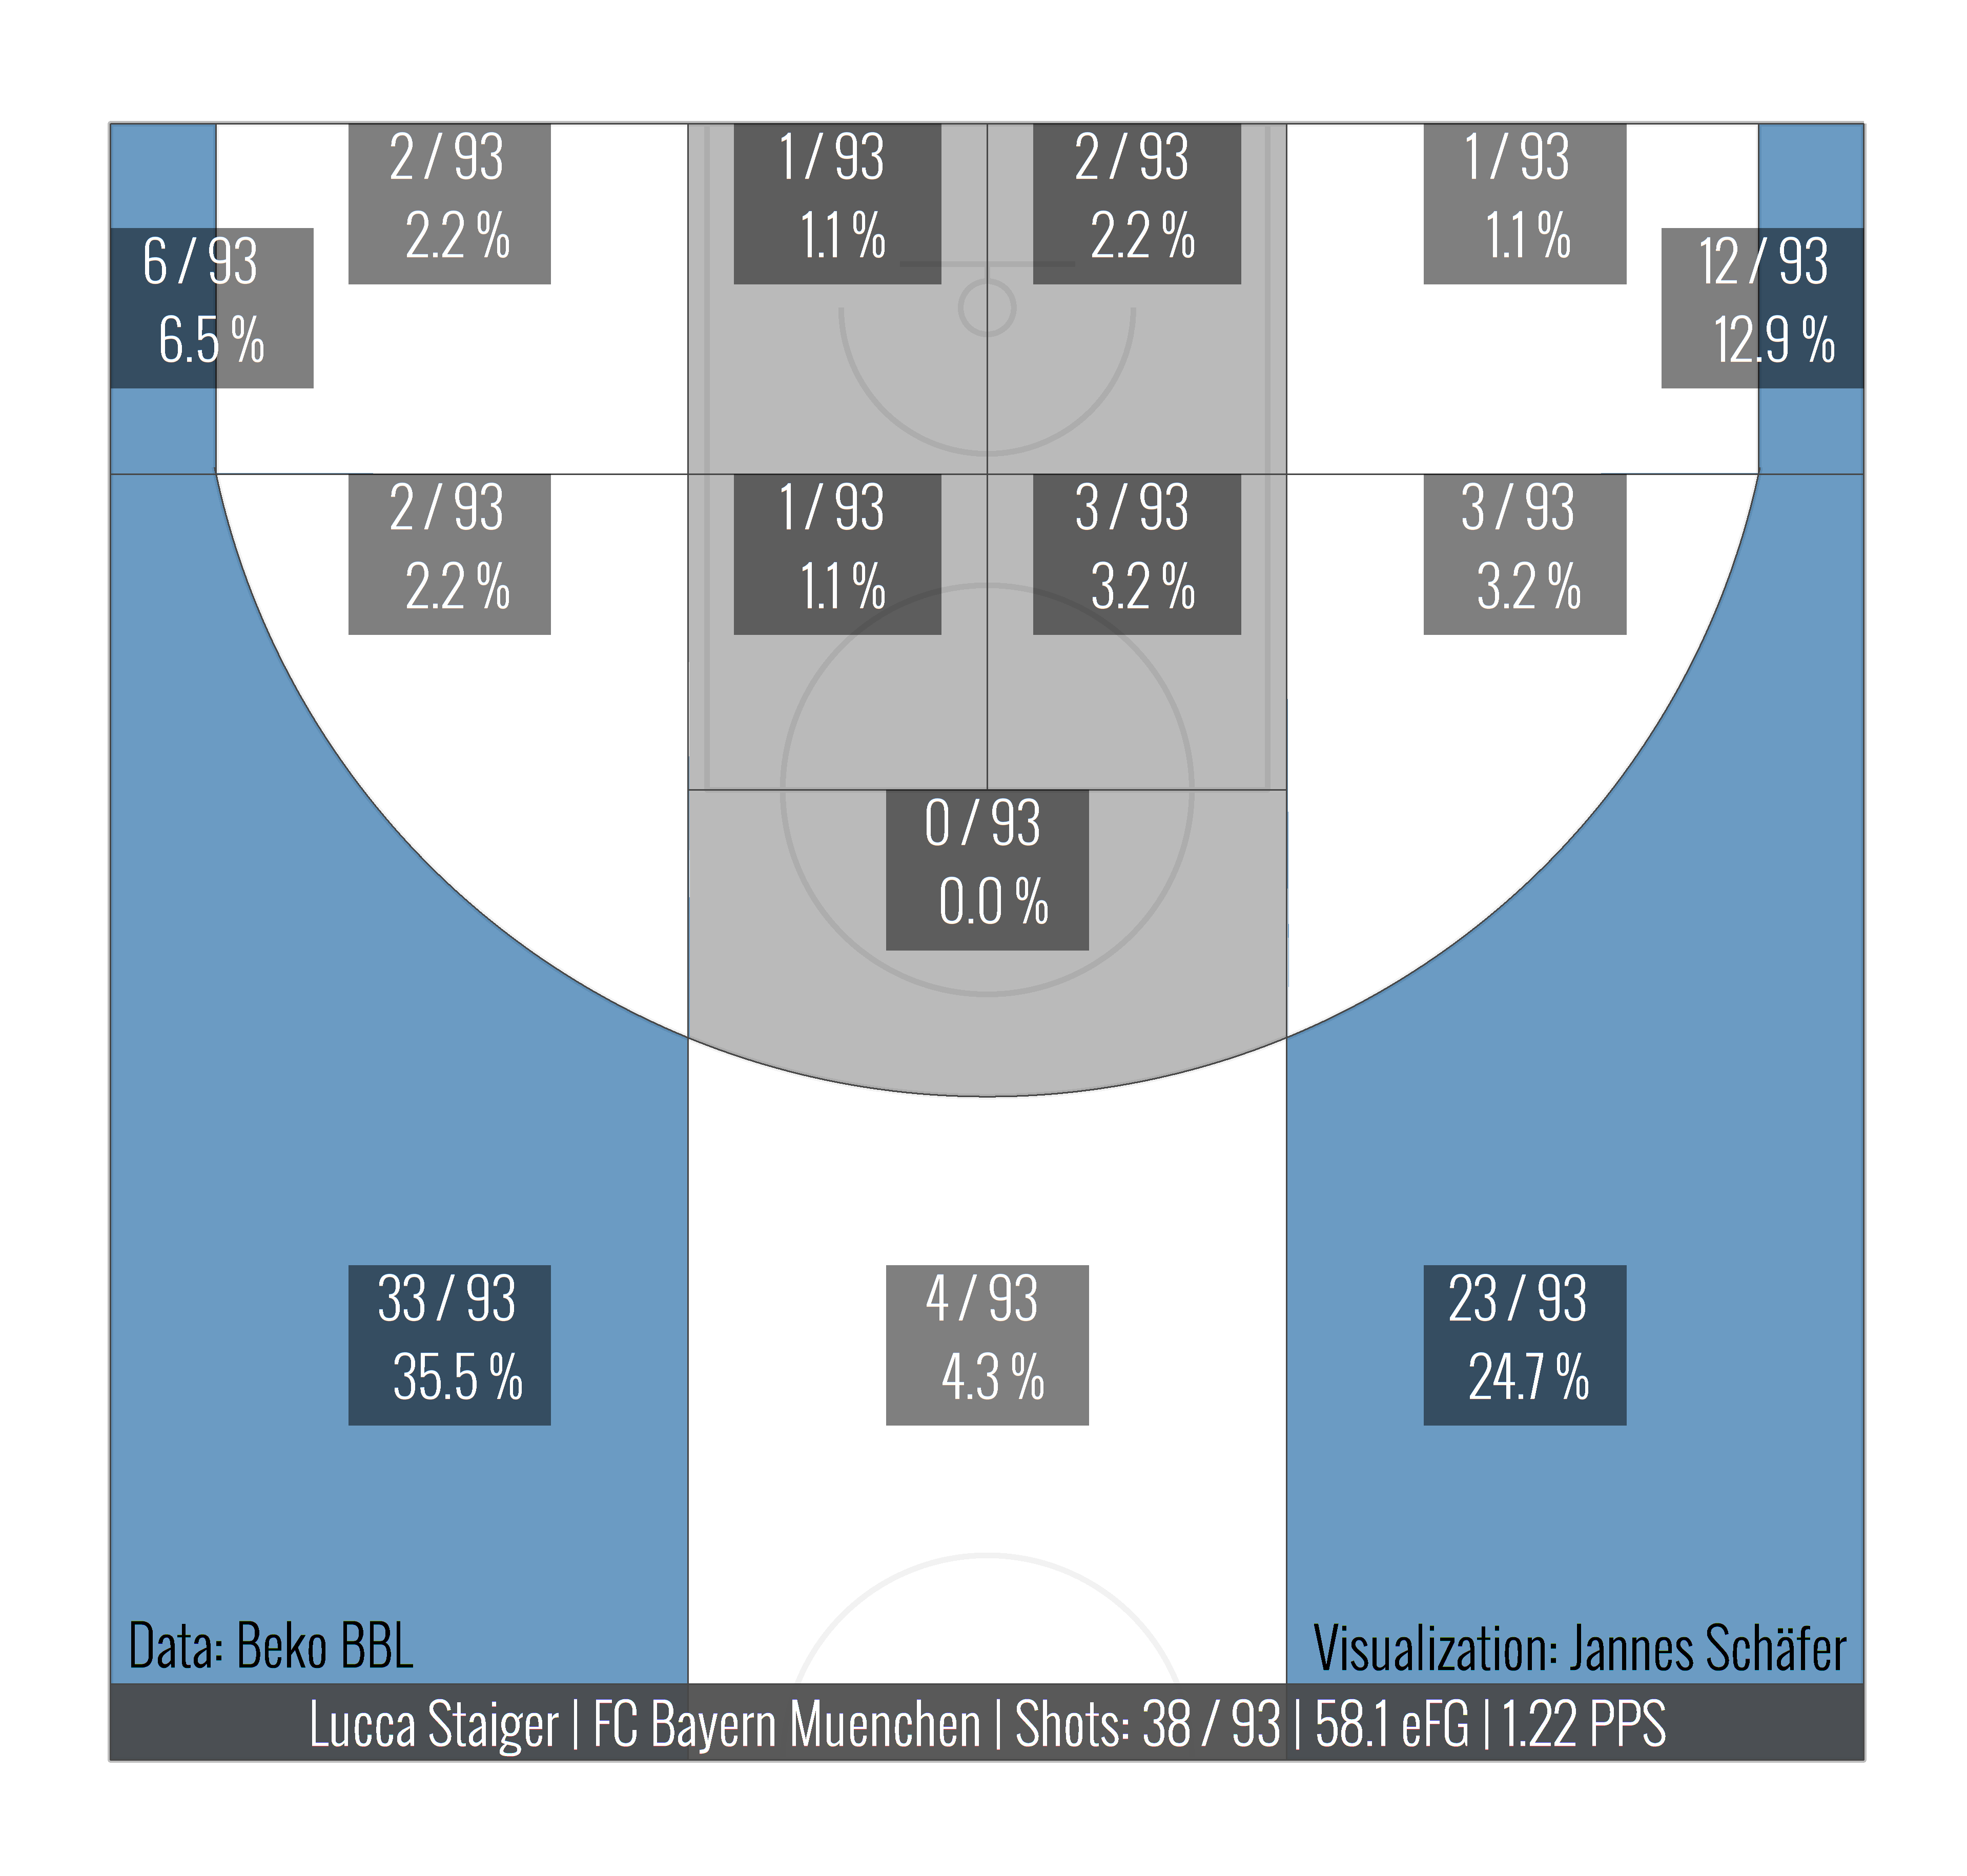 2 / 93
2.2 %
1 / 93
1.1 %
2 / 93
2.2 %
1 / 93
1.1 %
6 / 93
6.5 %
12 / 93
12.9 %
2 / 93
2.2 %
1 / 93
1.1 %
3 / 93
3.2 %
3 / 93
3.2 %
0 / 93
0.0 %
33 / 93
35.5 %
4 / 93
4.3 %
23 / 93
24.7 %
Data: Beko BBL
Visualization: Jannes Schäfer
Lucca Staiger | FC Bayern Muenchen | Shots: 38 / 93 | 58.1 eFG | 1.22 PPS